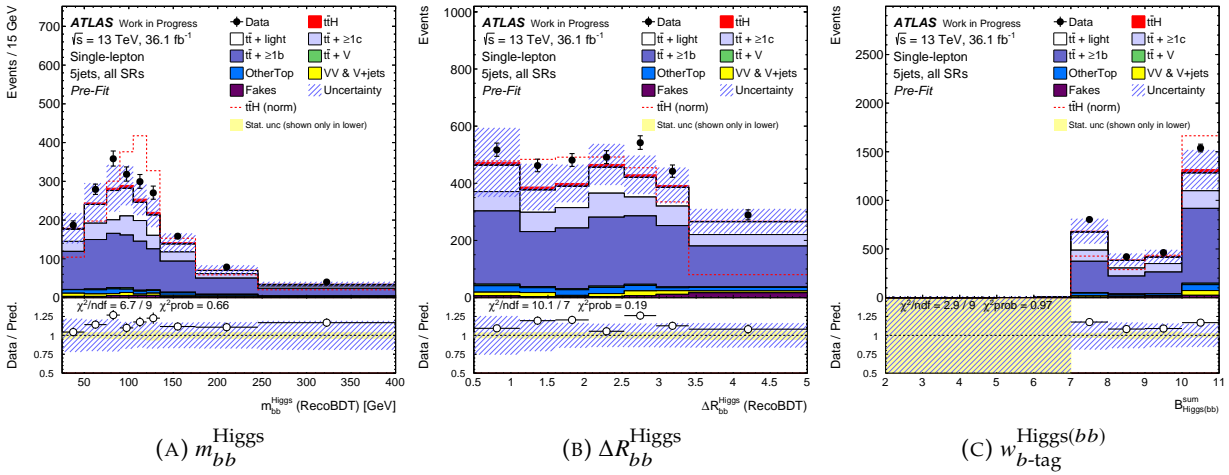 Events / 15 GeV
700
600
500
400
300
200
100
0
ATLAS Work in Progress
√s = 13 TeV, 36.1 fb⁻¹
Single-lepton
5jets, all SRs
Pre-Fit
Data
tt̄H
tt̄ + light
tt̄ + ≥1c
tt̄ + ≥1b
tt̄ + V
OtherTop
VV & V+jets
Fakes
Uncertainty
tt̄H (norm)
Stat. unc (shown only in lower)
χ²/ndf = 6.7 / 9 χ²prob = 0.66
Data / Pred.
1.25
1
0.75
0.5
50 100 150 200 250 300 350 400
m_bb^Higgs (RecoBDT) [GeV]
(A) m_bb^Higgs
Events
1000
800
600
400
200
0
ATLAS Work in Progress
√s = 13 TeV, 36.1 fb⁻¹
Single-lepton
5jets, all SRs
Pre-Fit
Data
tt̄H
tt̄ + light
tt̄ + ≥1c
tt̄ + ≥1b
tt̄ + V
OtherTop
VV & V+jets
Fakes
Uncertainty
tt̄H (norm)
Stat. unc (shown only in lower)
χ²/ndf = 10.1 / 7 χ²prob = 0.19
Data / Pred.
1.25
1
0.75
0.5
0.5 1 1.5 2 2.5 3 3.5 4 4.5 5
ΔR_bb^Higgs (RecoBDT)
(B) ΔR_bb^Higgs
Events
3000
2500
2000
1500
1000
500
0
ATLAS Work in Progress
√s = 13 TeV, 36.1 fb⁻¹
Single-lepton
5jets, all SRs
Pre-Fit
Data
tt̄H
tt̄ + light
tt̄ + ≥1c
tt̄ + ≥1b
tt̄ + V
OtherTop
VV & V+jets
Fakes
Uncertainty
tt̄H (norm)
Stat. unc (shown only in lower)
χ²/ndf = 2.9 / 9 χ²prob = 0.97
Data / Pred.
1.25
1
0.75
0.5
2 3 4 5 6 7 8 9 10 11
B_Higgs(bb)^sum
(C) w_b-tag^Higgs(bb)